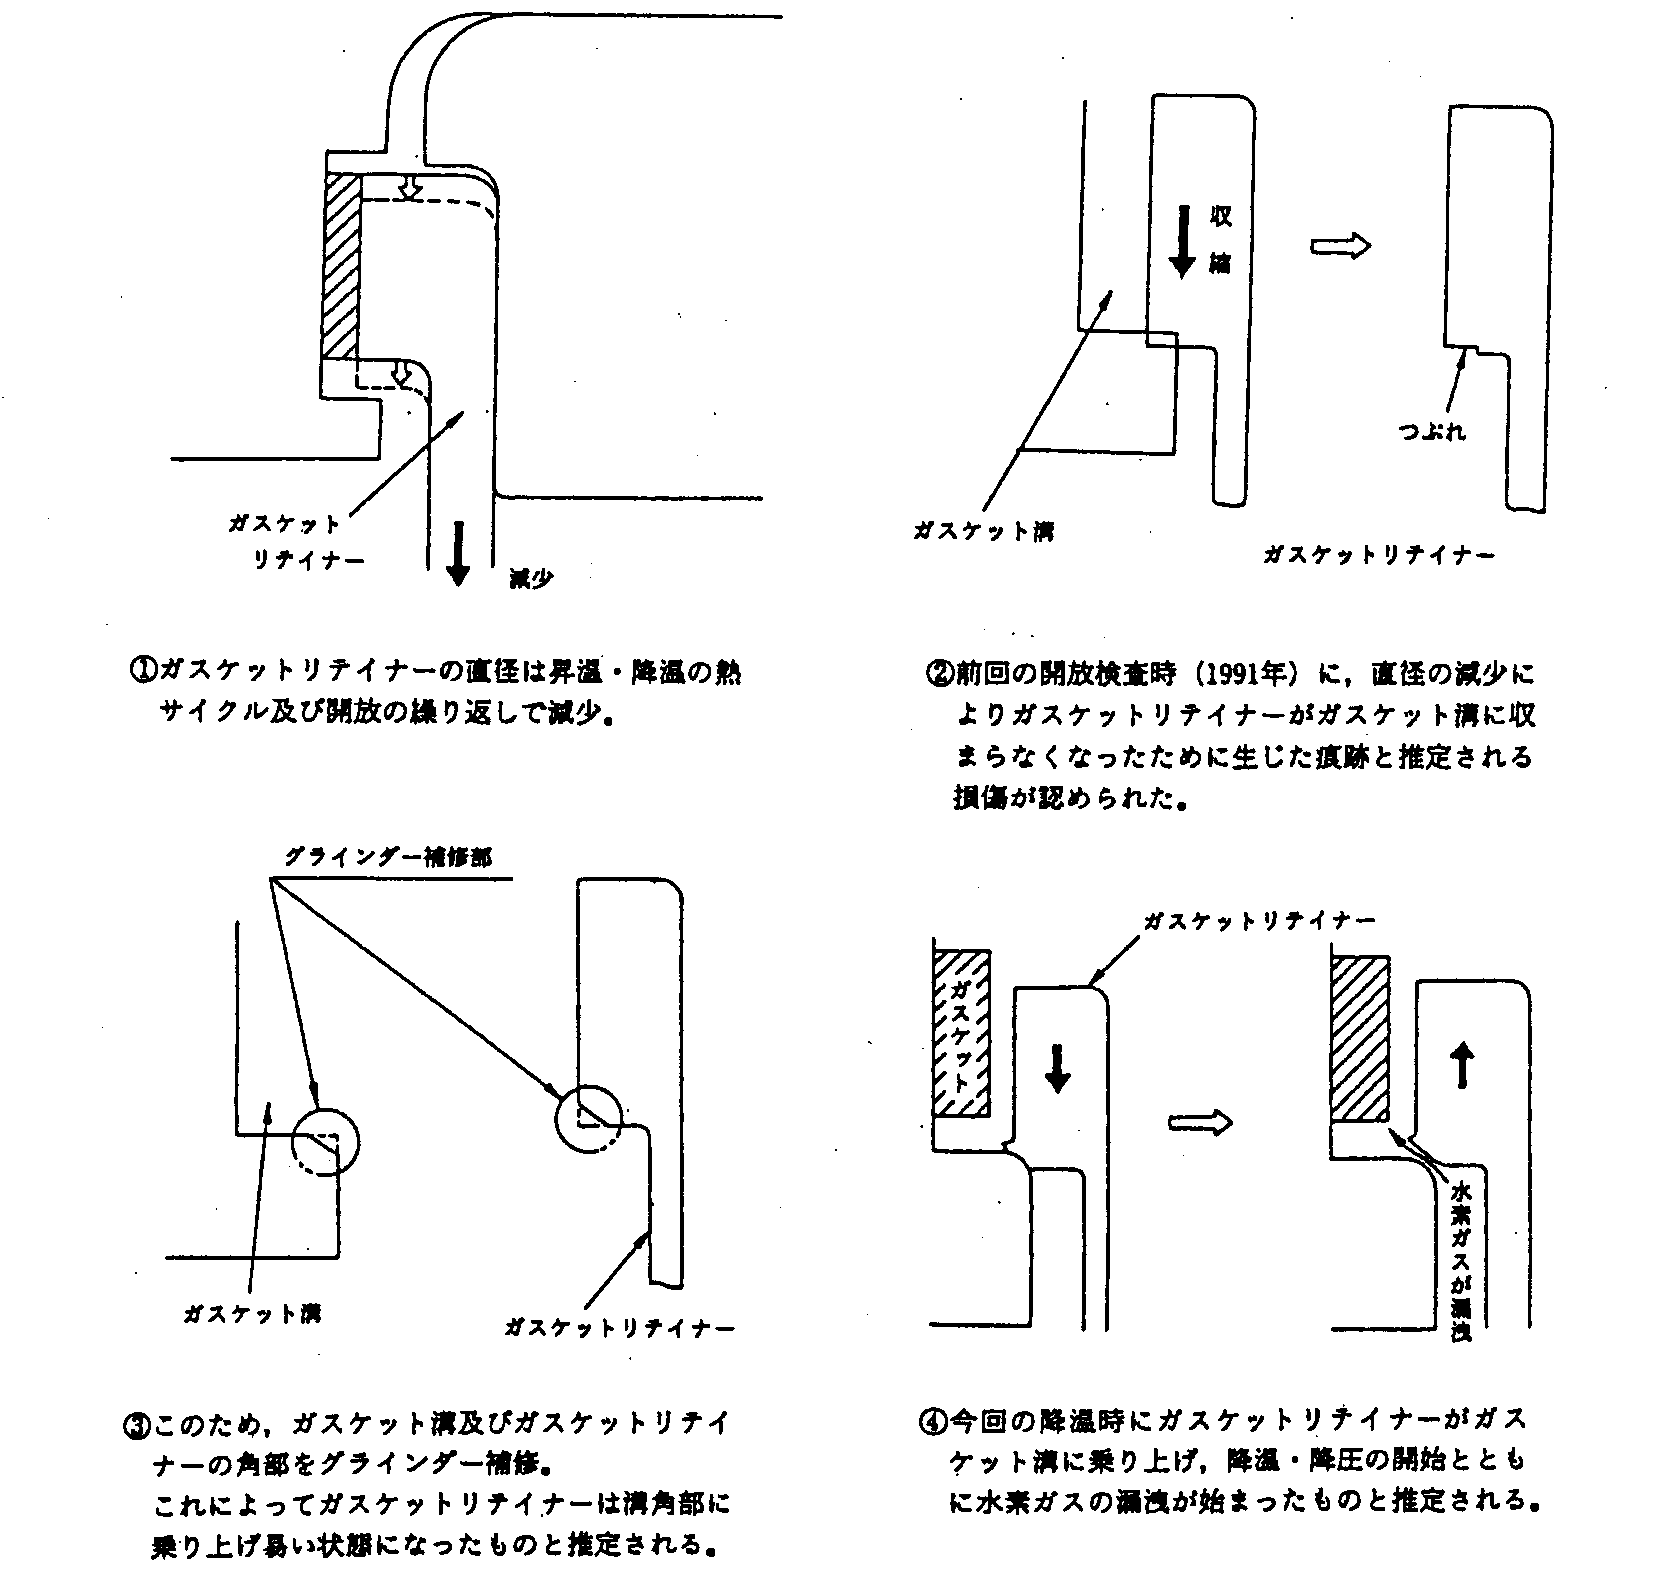 ガスケット
リテイナー
減少
①ガスケットリテイナーの直径は昇温・降温の熱
サイクル及び開放の繰り返しで減少。
収
縮
つぶれ
ガスケット溝
ガスケットリテイナー
②前回の開放検査時（1991年）に，直径の減少に
よりガスケットリテイナーがガスケット溝に収
まらなくなったために生じた痕跡と推定される
損傷が認められた。
グラインダー補修部
ガスケット溝
ガスケットリテイナー
③このため，ガスケット溝及びガスケットリテイ
ナーの角部をグラインダー補修。
これによってガスケットリテイナーは溝角部に
乗り上げ易い状態になったものと推定される。
ガスケットリテイナー
ガスケット
水素ガスが漏洩
④今回の降温時にガスケットリテイナーがガス
ケット溝に乗り上げ，降温・降圧の開始ととも
に水素ガスの漏洩が始まったものと推定される。